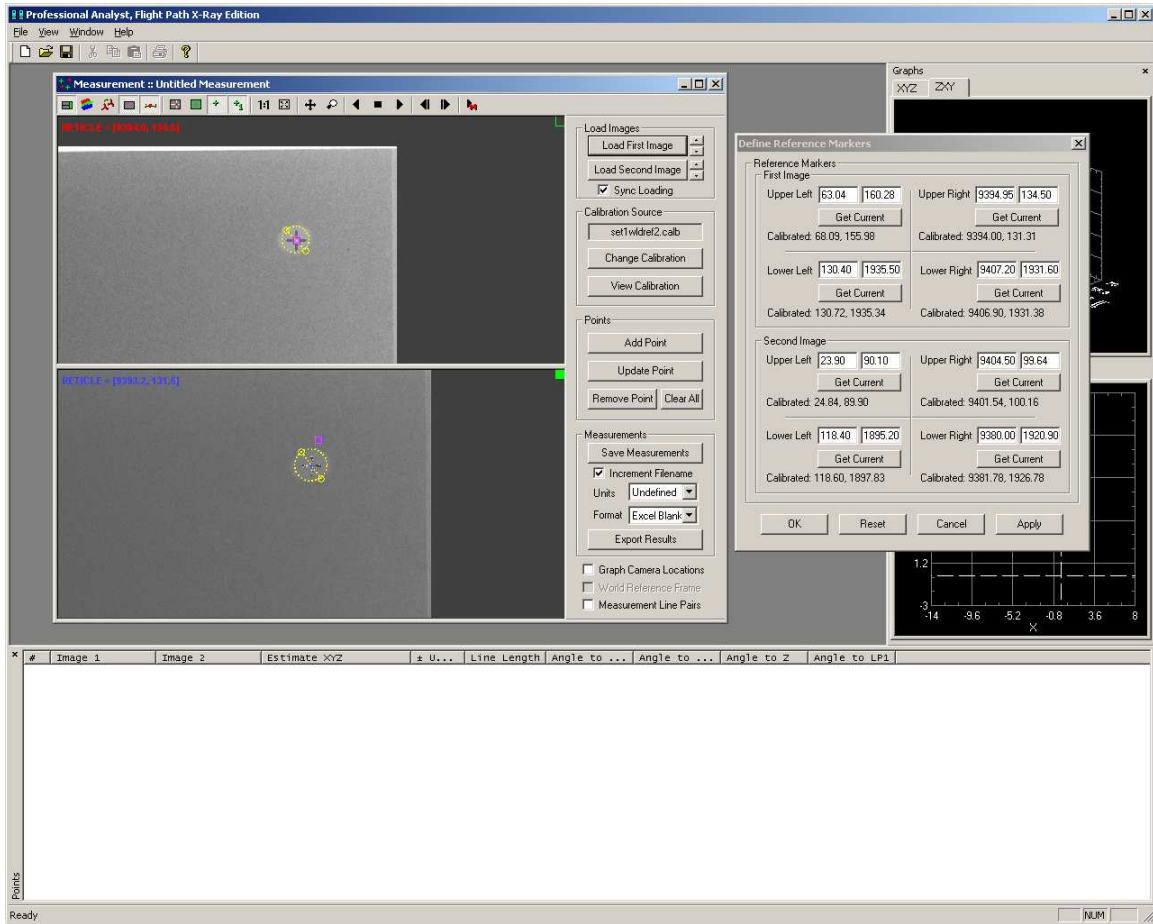 Professional Analyst, Flight Path X-Ray Edition
File View Window Help
Measurement :: Untitled Measurement
1:1
RETICLE = [9393.2, 131.6]
Load Images
Load First Image
Load Second Image
Sync Loading
Calibration Source
set1wldref2.calb
Change Calibration
View Calibration
Points
Add Point
Update Point
Remove Point Clear All
Measurements
Save Measurements
Increment Filename
Units Undefined
Format Excel Blank
Export Results
Graph Camera Locations
World Reference Frame
Measurement Line Pairs
Graphs
XYZ ZXY
Define Reference Markers
Reference Markers
First Image
Upper Left 63.04 160.28 Upper Right 9394.95 134.50
Get Current Get Current
Calibrated: 68.09, 155.98 Calibrated: 9394.00, 131.31
Lower Left 130.40 1935.50 Lower Right 9407.20 1931.60
Get Current Get Current
Calibrated: 130.72, 1935.34 Calibrated: 9406.90, 1931.38
Second Image
Upper Left 23.90 90.10 Upper Right 9404.50 99.64
Get Current Get Current
Calibrated: 24.84, 89.90 Calibrated: 9401.54, 100.16
Lower Left 118.40 1895.20 Lower Right 9380.00 1920.90
Get Current Get Current
Calibrated: 118.60, 1897.83 Calibrated: 9381.78, 1926.78
OK Reset Cancel Apply
1.2
-3
-14 -9.6 -5.2 -0.8 3.6 8
X
# Image 1 Image 2 Estimate XYZ ± U... Line Length Angle to ... Angle to ... Angle to Z Angle to LP1
Points
Ready NUM